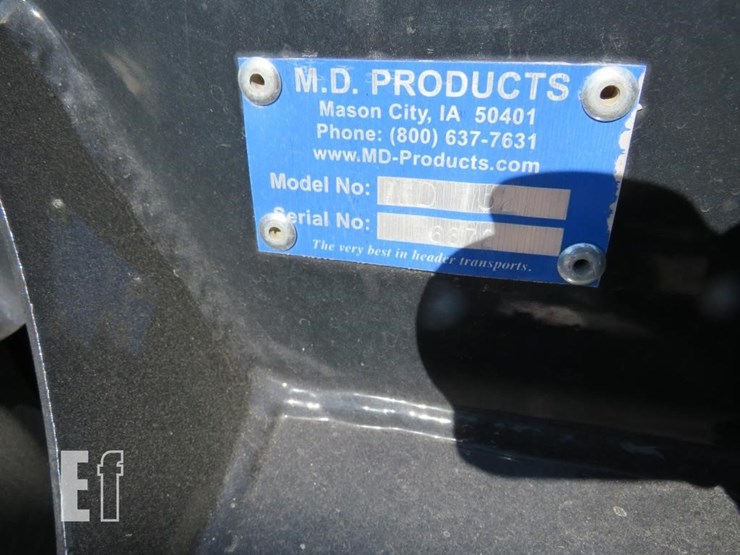 M.D. PRODUCTS
Mason City, IA 50401
Phone: (800) 637-7631
www.MD-Products.com
Model No:
Serial No:
The very best in header transports.
Ef